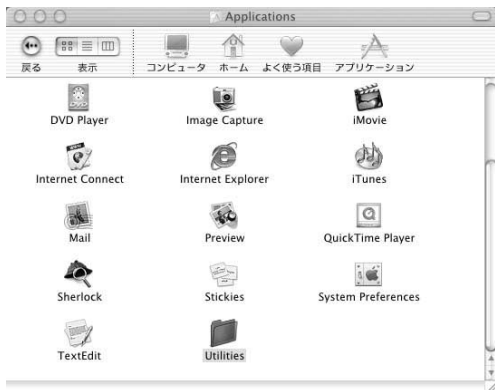 Applications
戻る 表示 コンピュータ ホーム よく使う項目 アプリケーション
DVD Player Image Capture iMovie
Internet Connect Internet Explorer iTunes
Mail Preview QuickTime Player
Sherlock Stickies System Preferences
TextEdit Utilities